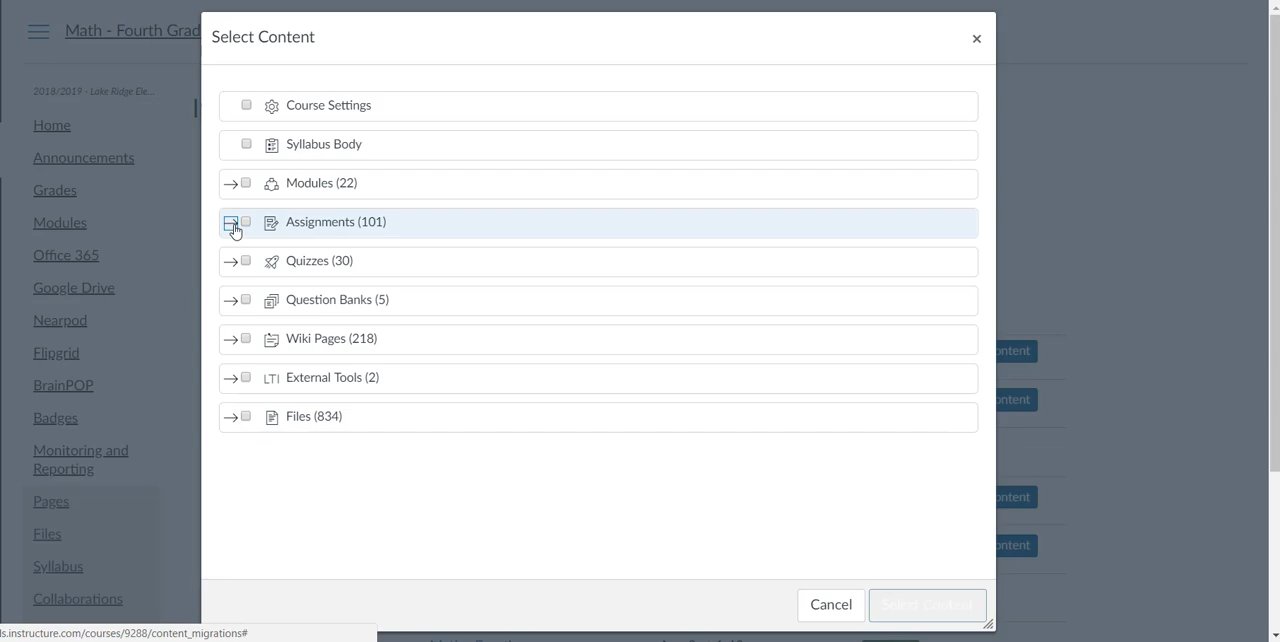 Math - Fourth Grad
Select Content
×
2018/2019 - Lake Ridge Ele...
Home
Announcements
Grades
Modules
Office 365
Google Drive
Nearpod
Flipgrid
BrainPOP
Badges
Monitoring and
Reporting
Pages
Files
Syllabus
Collaborations
Course Settings
Syllabus Body
Modules (22)
Assignments (101)
Quizzes (30)
Question Banks (5)
Wiki Pages (218)
LTI External Tools (2)
Files (834)
ontent
ontent
ontent
ontent
Cancel
Select Content
ls.instructure.com/courses/9288/content_migrations#